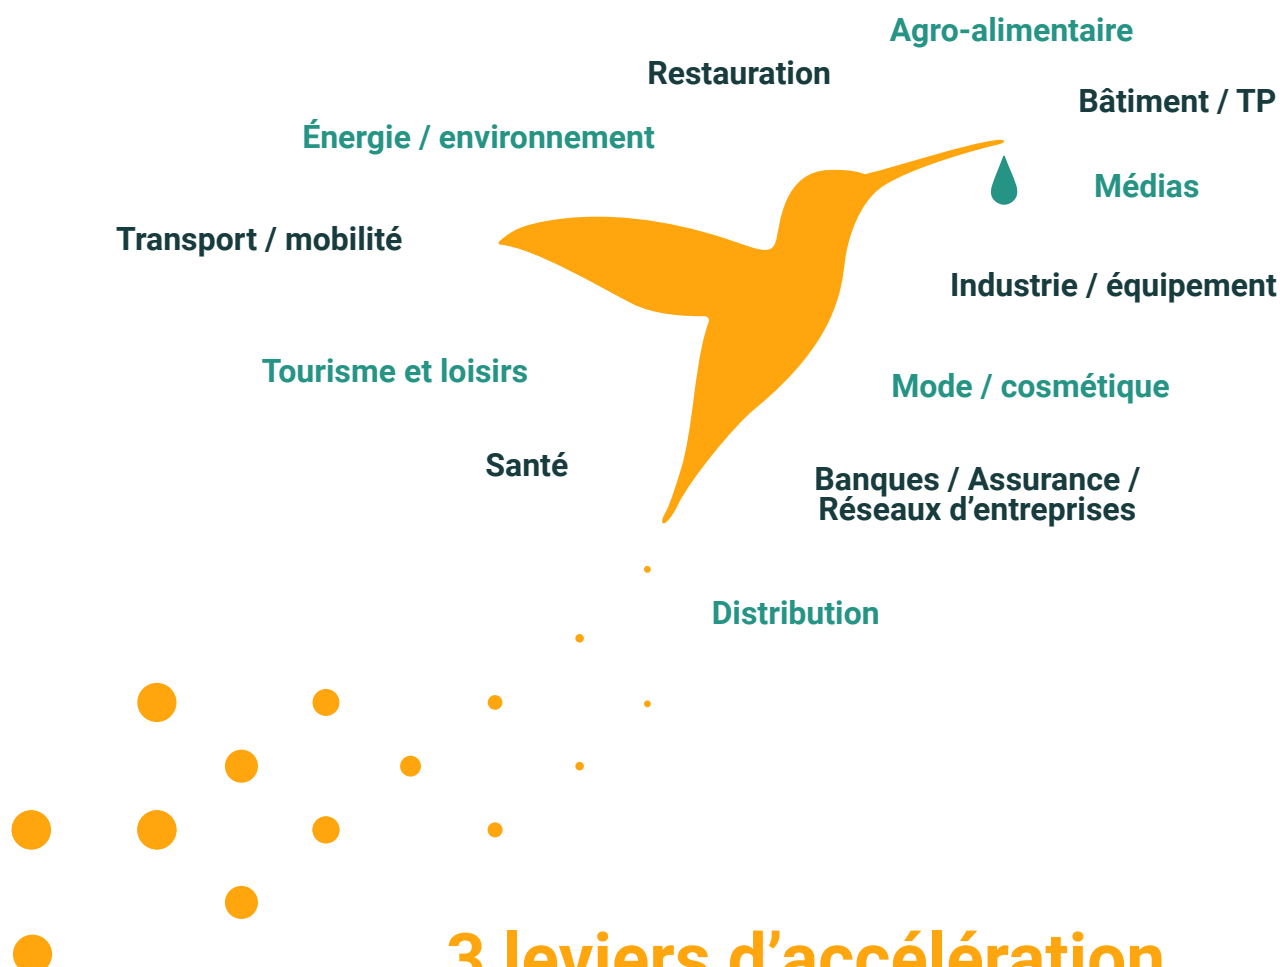 Agro-alimentaire
Restauration
Bâtiment / TP
Énergie / environnement
Médias
Transport / mobilité
Industrie / équipement
Tourisme et loisirs
Mode / cosmétique
Santé
Banques / Assurance /
Réseaux d’entreprises
Distribution
3 leviers d’accélération